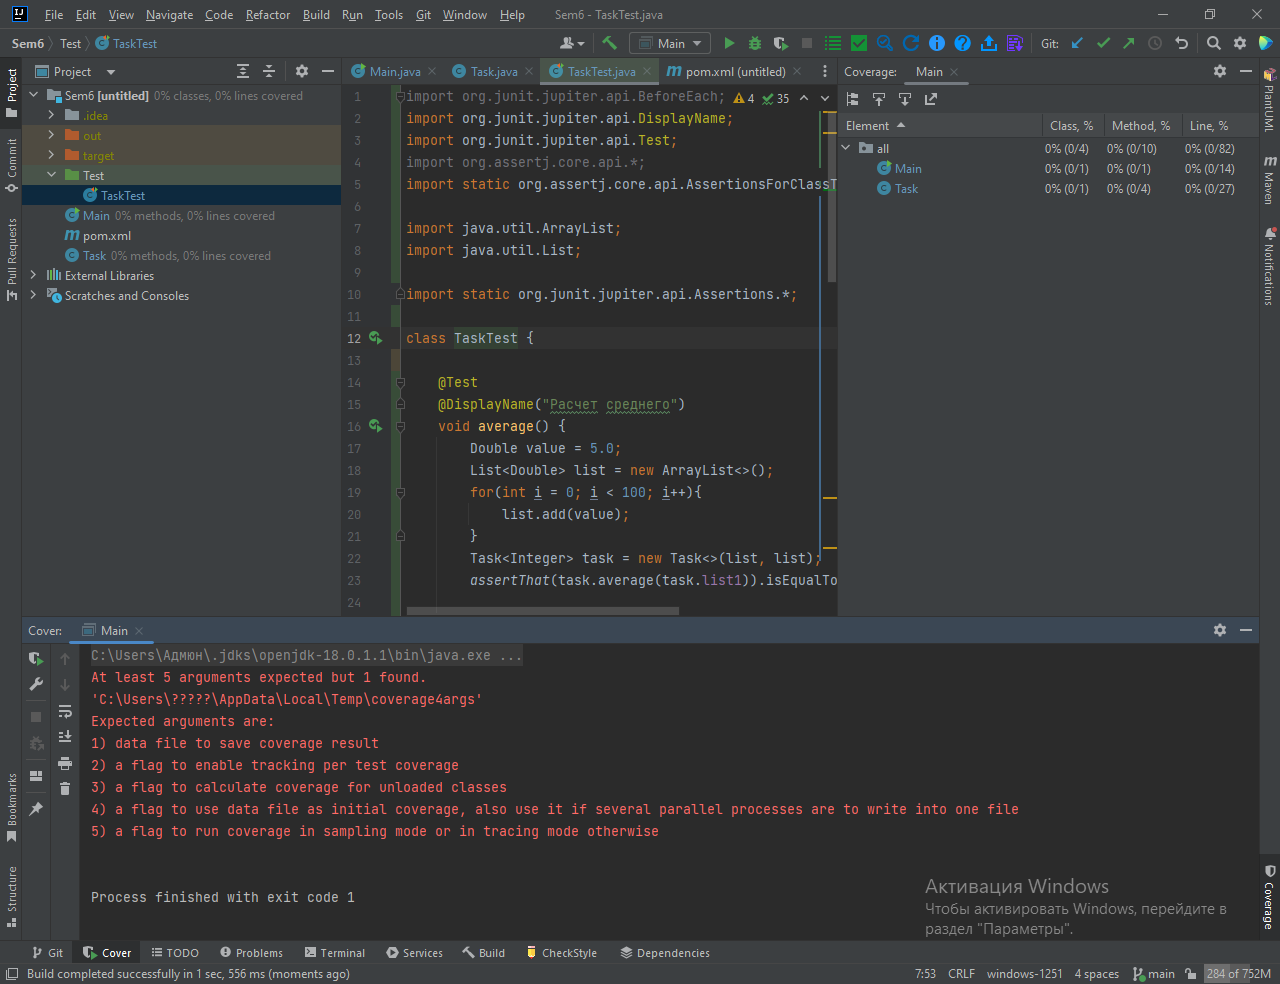 File Edit View Navigate Code Refactor Build Run Tools Git Window Help Sem6 - TaskTest.java
Sem6 Test TaskTest Main Git:
Project
Main.java Task.java TaskTest.java pom.xml (untitled)
Coverage: Main
Sem6 [untitled] 0% classes, 0% lines covered
.idea
out
target
Test
TaskTest
Main 0% methods, 0% lines covered
pom.xml
Task 0% methods, 0% lines covered
External Libraries
Scratches and Consoles
4 35
1 import org.junit.jupiter.api.BeforeEach;
2 import org.junit.jupiter.api.DisplayName;
3 import org.junit.jupiter.api.Test;
4 import org.assertj.core.api.*;
5 import static org.assertj.core.api.AssertionsForClassT
6
7 import java.util.ArrayList;
8 import java.util.List;
9
10 import static org.junit.jupiter.api.Assertions.*;
11
12 class TaskTest {
13
14 @Test
15 @DisplayName("Расчет среднего")
16 void average() {
17 Double value = 5.0;
18 List<Double> list = new ArrayList<>();
19 for(int i = 0; i < 100; i++){
20 list.add(value);
21 }
22 Task<Integer> task = new Task<>(list, list);
23 assertThat(task.average(task.list1)).isEqualTo
24
Element Class, % Method, % Line, %
all 0% (0/4) 0% (0/10) 0% (0/82)
Main 0% (0/1) 0% (0/1) 0% (0/14)
Task 0% (0/1) 0% (0/4) 0% (0/27)
Project
Commit
Pull Requests
Bookmarks
Structure
PlantUML
Maven
Notifications
Coverage
Cover: Main
C:\Users\Адмюн\.jdks\openjdk-18.0.1.1\bin\java.exe ...
At least 5 arguments expected but 1 found.
'C:\Users\?????\AppData\Local\Temp\coverage4args'
Expected arguments are:
1) data file to save coverage result
2) a flag to enable tracking per test coverage
3) a flag to calculate coverage for unloaded classes
4) a flag to use data file as initial coverage, also use it if several parallel processes are to write into one file
5) a flag to run coverage in sampling mode or in tracing mode otherwise
Process finished with exit code 1
Активация Windows
Чтобы активировать Windows, перейдите в
раздел "Параметры".
Git Cover TODO Problems Terminal Services Build CheckStyle Dependencies
Build completed successfully in 1 sec, 556 ms (moments ago) 7:53 CRLF windows-1251 4 spaces main 284 of 752M